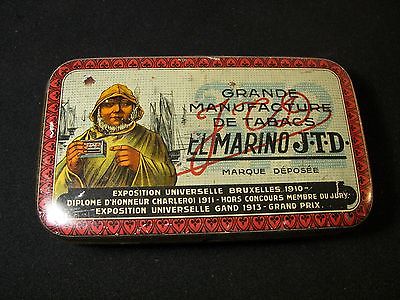 GRANDE
MANUFACTURE
DE TABACS
EL MARINO J·T·D·
MARQUE DÉPOSÉE
EXPOSITION UNIVERSELLE BRUXELLES 1910-
DIPLOME D'HONNEUR CHARLEROI 1911 - HORS CONCOURS MEMBRE DU JURY.
EXPOSITION UNIVERSELLE GAND 1913 - GRAND PRIX.